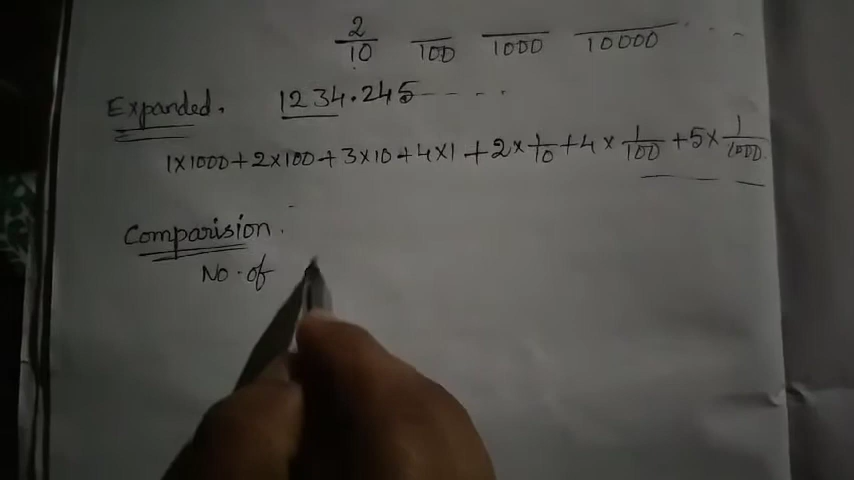 2/10 /100 /1000 /10000 . . ~
Expanded. 1234.245 - - - . .
1×1000+2×100+3×10+4×1+2×1/10+4×1/100+5×1/1000
Comparision.
No. of